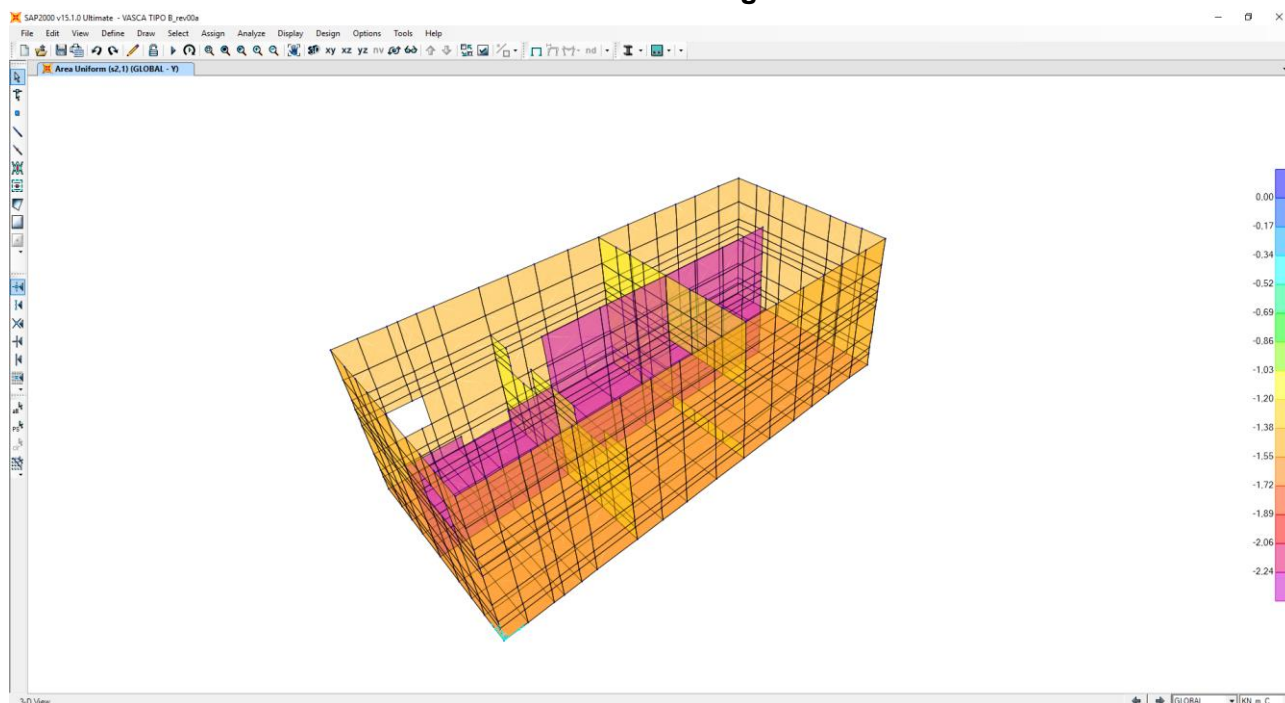 SAP2000 v15.1.0 Ultimate - VASCA TIPO B_rev00a
File Edit View Define Draw Select Assign Analyze Display Design Options Tools Help
xy xz yz nv nd
Area Uniform (s2,1) (GLOBAL - Y)
0.00
-0.17
-0.34
-0.52
-0.69
-0.86
-1.03
-1.20
-1.38
-1.55
-1.72
-1.89
-2.06
-2.24
3-D View
GLOBAL
KN, m, C